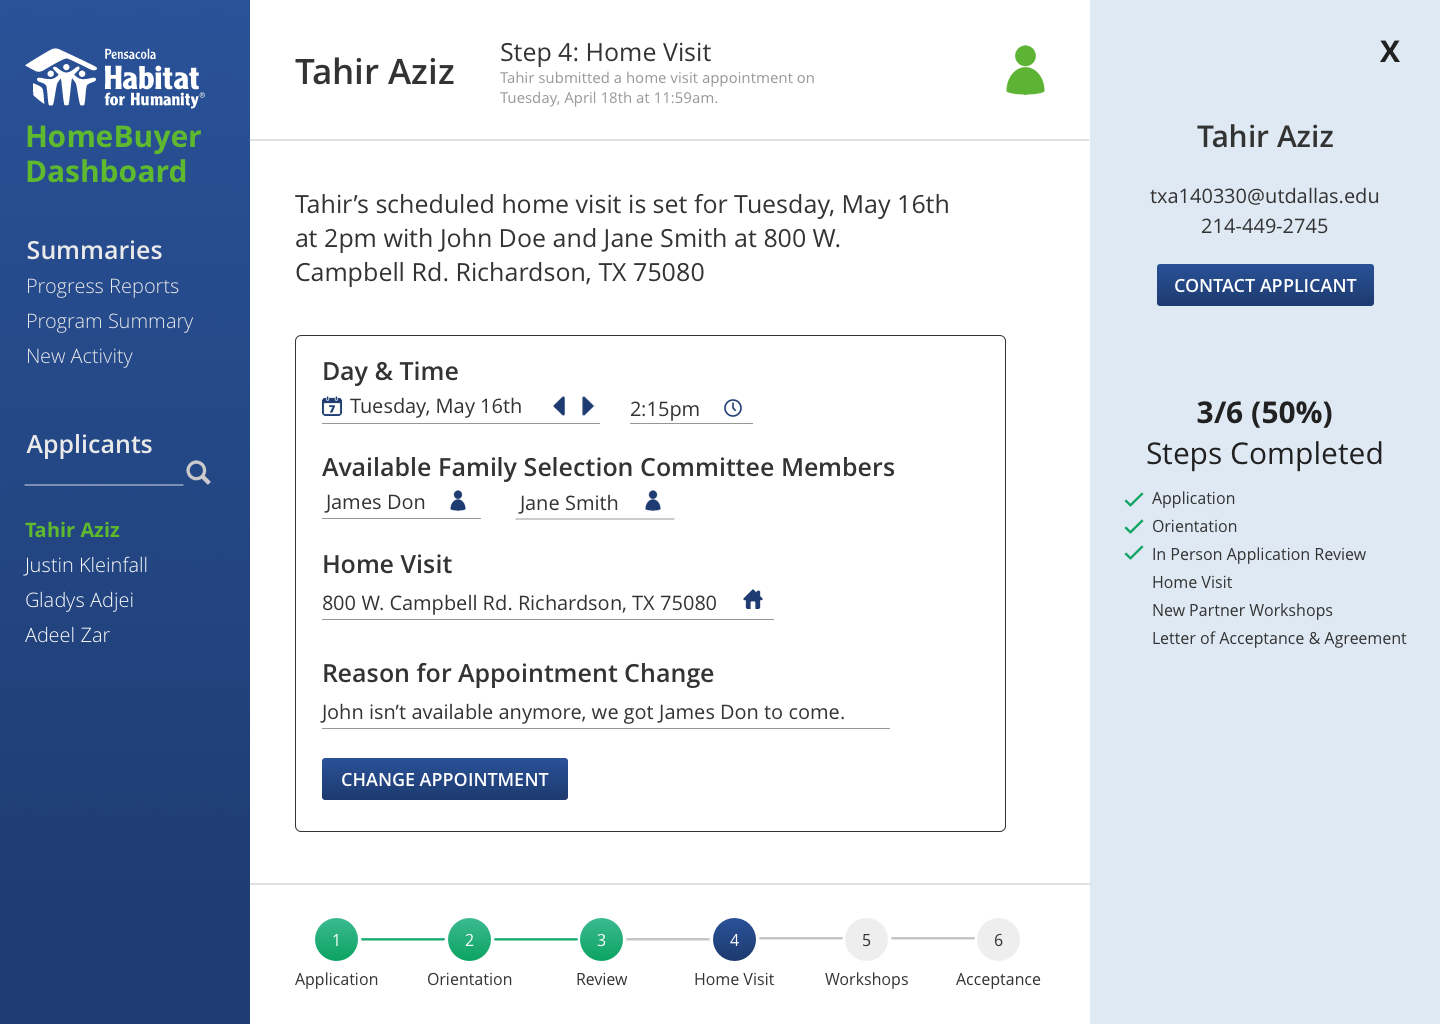 Pensacola
Habitat
for Humanity®
HomeBuyer
Dashboard
Summaries
Progress Reports
Program Summary
New Activity
Applicants
Tahir Aziz
Justin Kleinfall
Gladys Adjei
Adeel Zar
Tahir Aziz
Step 4: Home Visit
Tahir submitted a home visit appointment on
Tuesday, April 18th at 11:59am.
Tahir’s scheduled home visit is set for Tuesday, May 16th
at 2pm with John Doe and Jane Smith at 800 W.
Campbell Rd. Richardson, TX 75080
Day & Time
7 Tuesday, May 16th 2:15pm
Available Family Selection Committee Members
James Don Jane Smith
Home Visit
800 W. Campbell Rd. Richardson, TX 75080
Reason for Appointment Change
John isn’t available anymore, we got James Don to come.
CHANGE APPOINTMENT
1 2 3 4 5 6
Application Orientation Review Home Visit Workshops Acceptance
X
Tahir Aziz
txa140330@utdallas.edu
214-449-2745
CONTACT APPLICANT
3/6 (50%)
Steps Completed
Application
Orientation
In Person Application Review
Home Visit
New Partner Workshops
Letter of Acceptance & Agreement